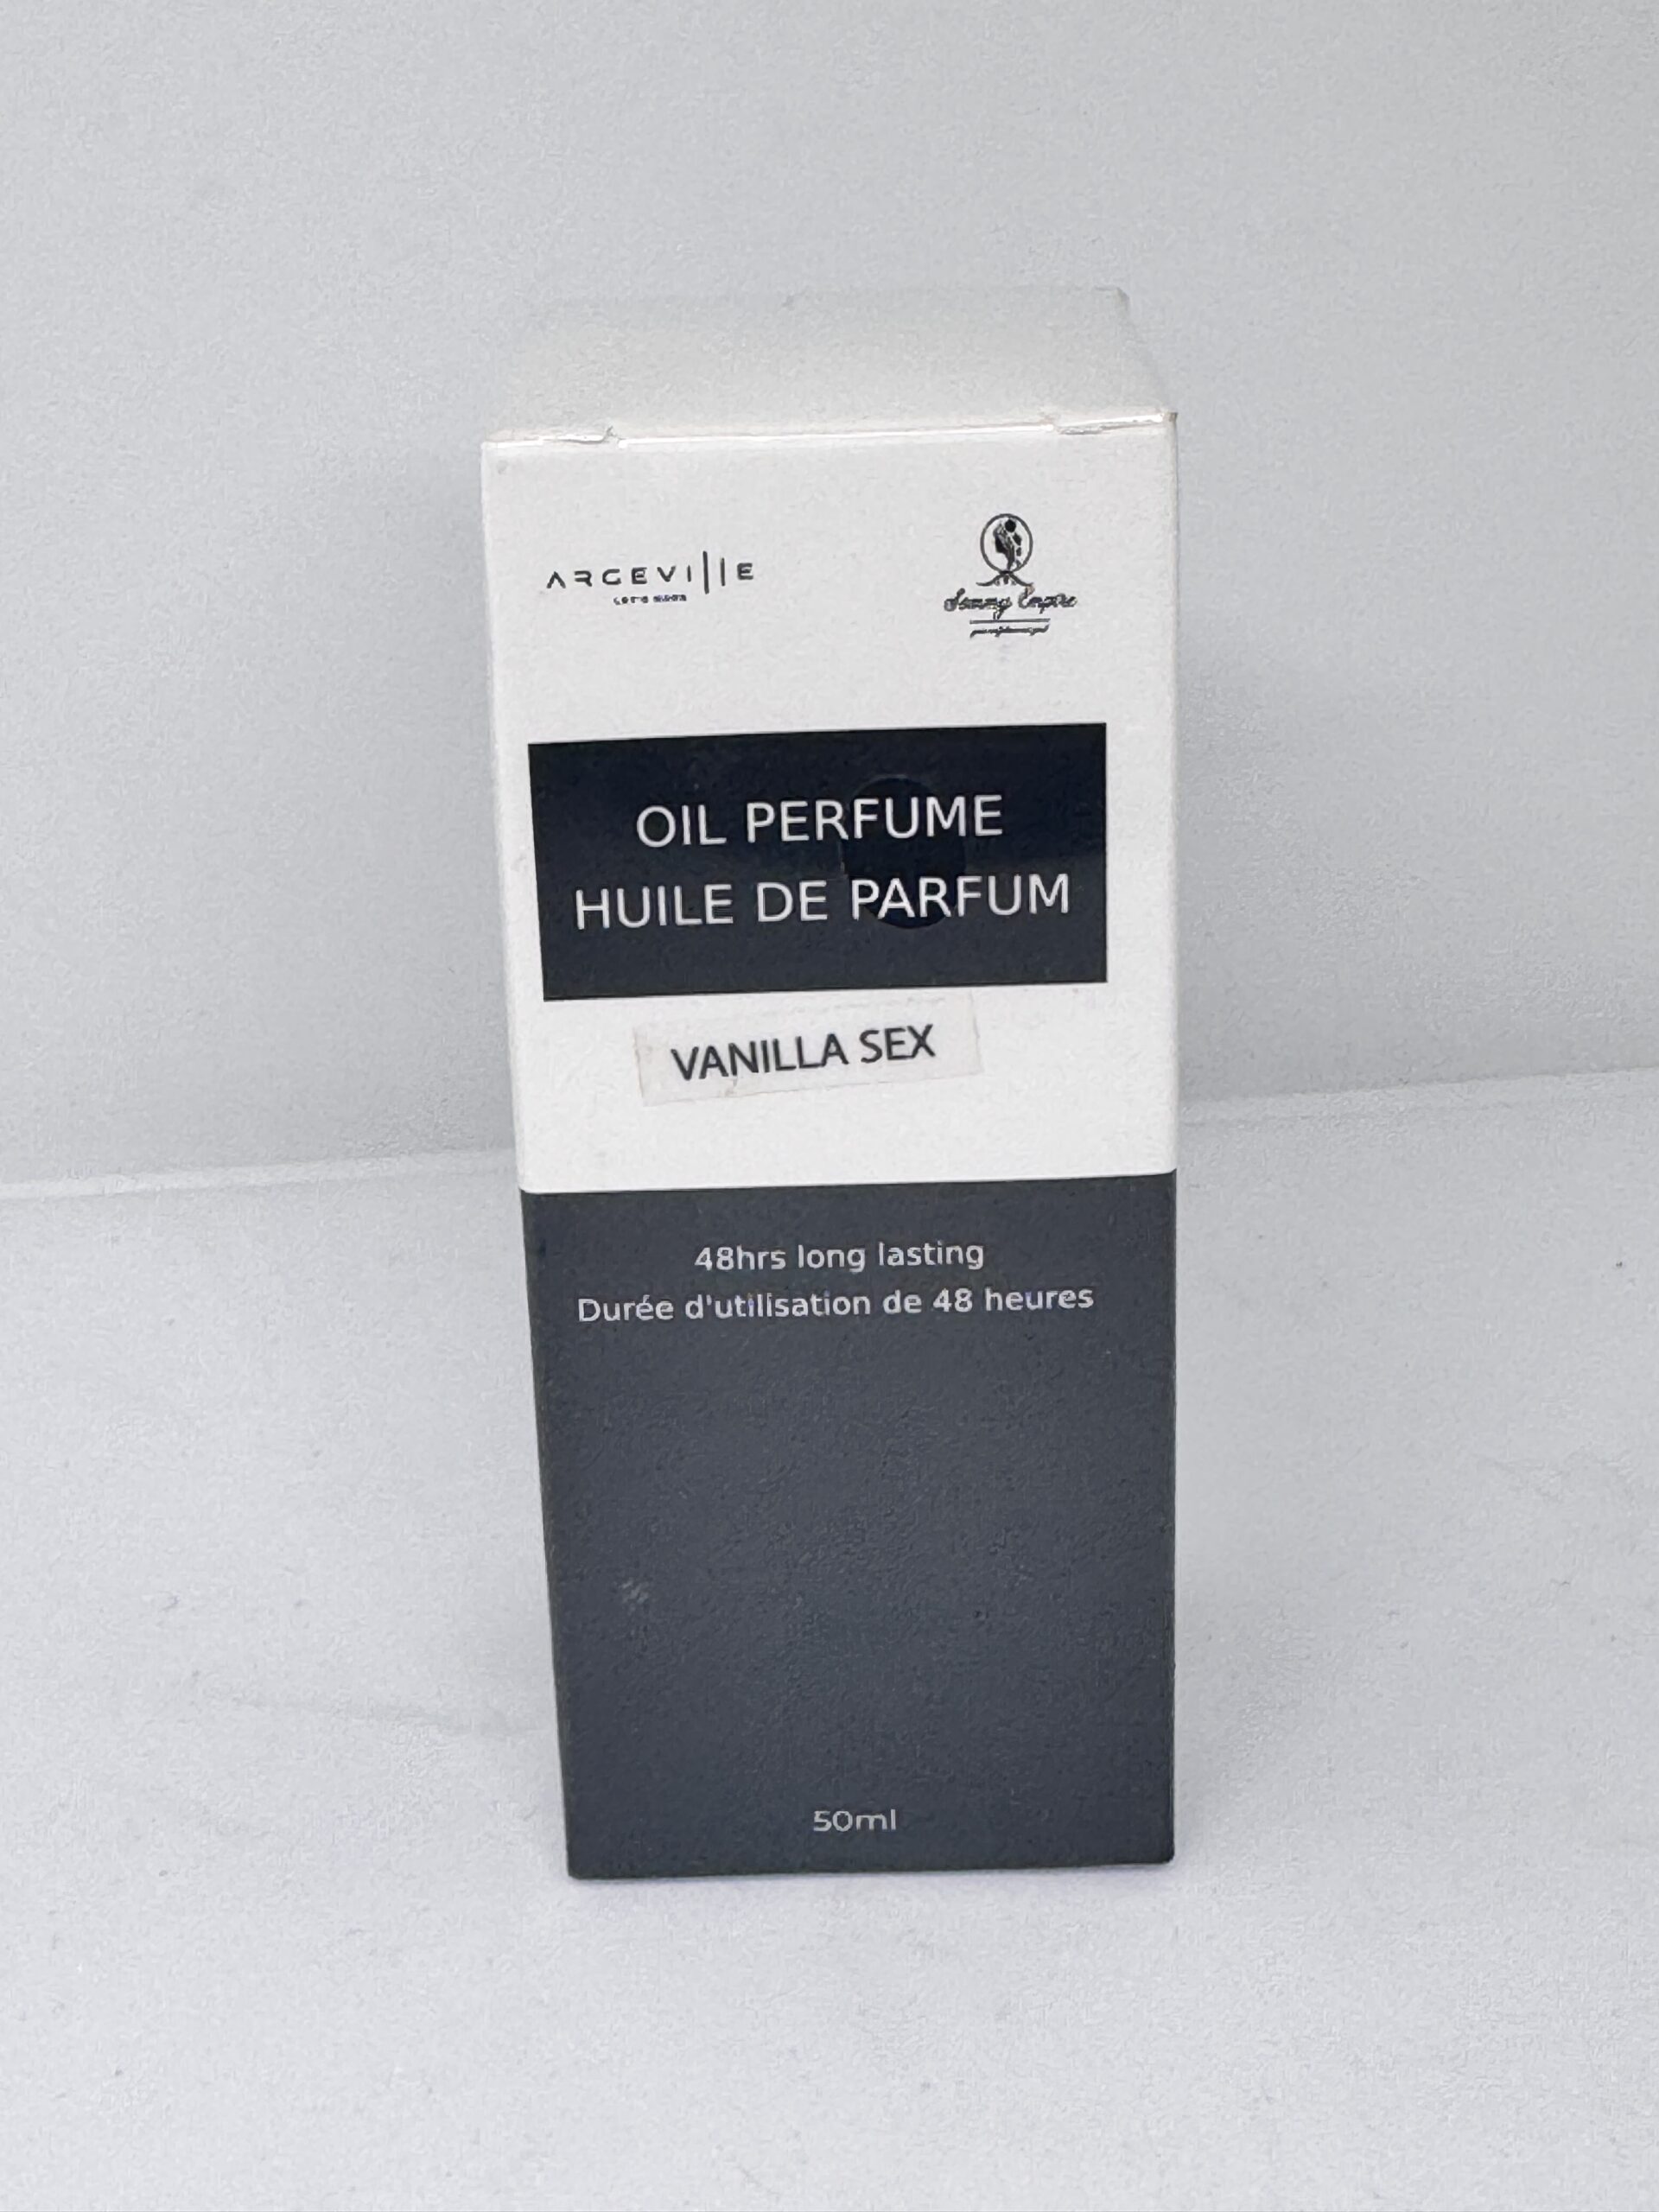 ARGEVILLE
OIL PERFUME
HUILE DE PARFUM
VANILLA SEX
48hrs long lasting
Durée d'utilisation de 48 heures
50ml